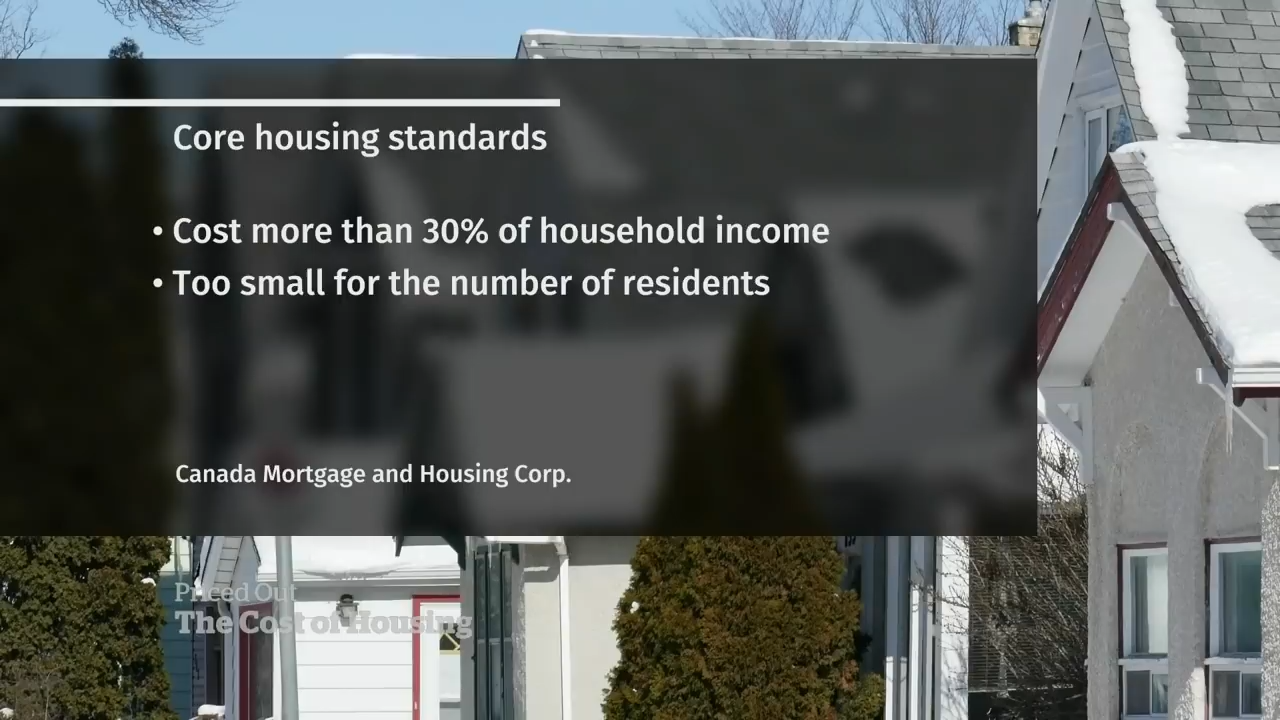 Core housing standards
• Cost more than 30% of household income
• Too small for the number of residents
Canada Mortgage and Housing Corp.
Priced Out
The Cost of Housing